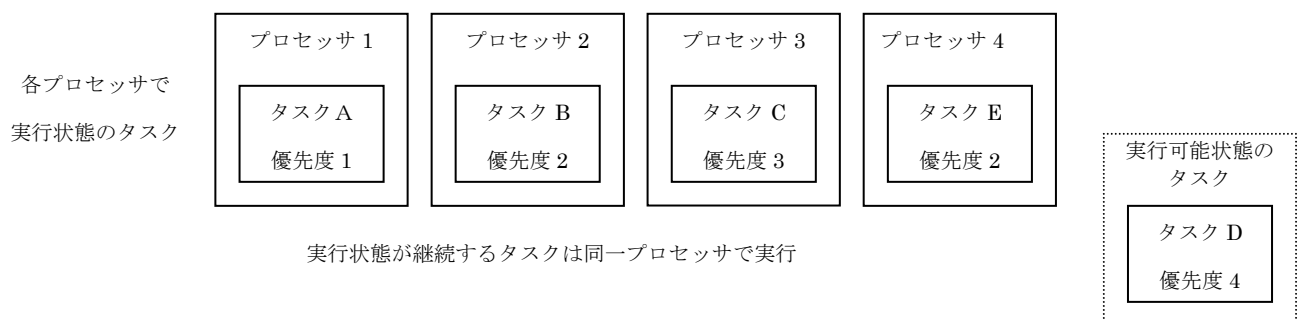 プロセッサ 1
プロセッサ 2
プロセッサ 3
プロセッサ 4
各プロセッサで
実行状態のタスク
タスク A
優先度 1
タスク B
優先度 2
タスク C
優先度 3
タスク E
優先度 2
実行可能状態の
タスク
タスク D
優先度 4
実行状態が継続するタスクは同一プロセッサで実行